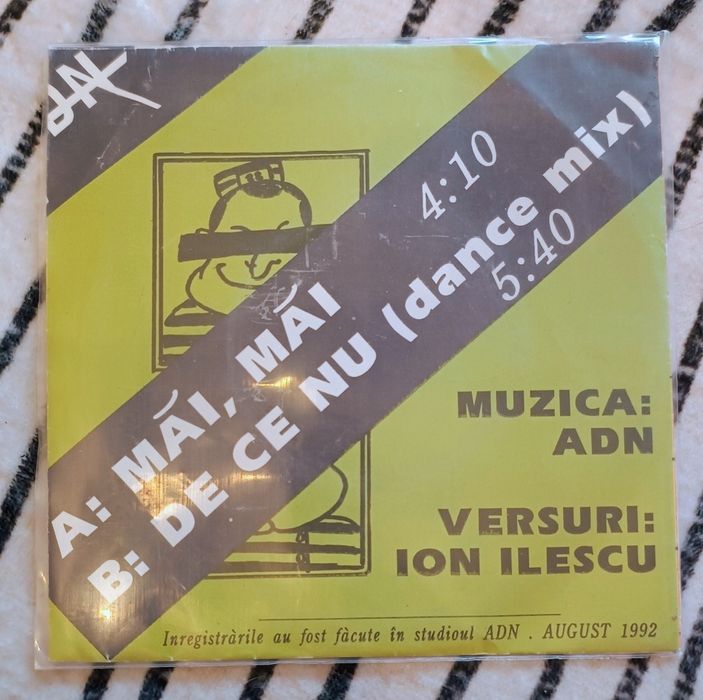 A: MĂI, MĂI 4:10
B: DE CE NU (dance mix) 5:40
MUZICA:
ADN
VERSURI:
ION ILESCU
Inregistràrile au fost fàcute în studioul ADN . AUGUST 1992